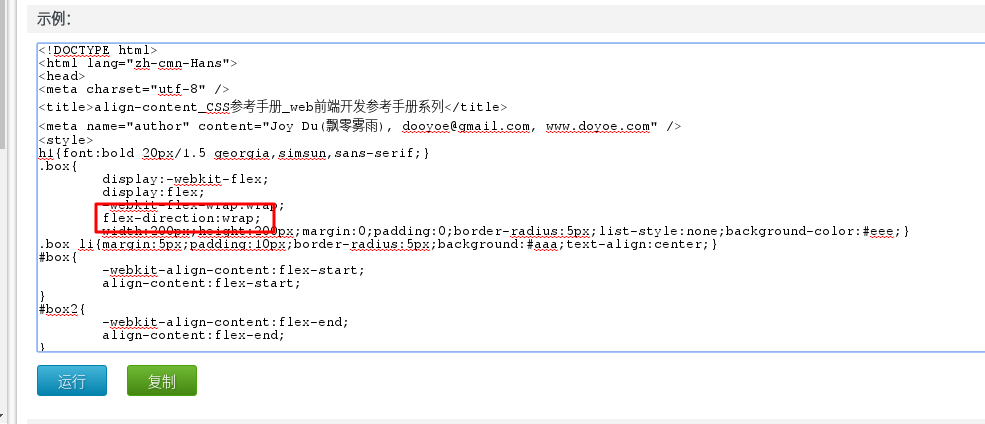 示例:
<!DOCTYPE html>
<html lang="zh-cmn-Hans">
<head>
<meta charset="utf-8" />
<title>align-content_CSS参考手册_web前端开发参考手册系列</title>
<meta name="author" content="Joy Du(飘零雾雨), dooyoe@gmail.com, www.doyoe.com" />
<style>
h1{font:bold 20px/1.5 georgia,simsun,sans-serif;}
.box{
display:-webkit-flex;
display:flex;
-webkit-flex-wrap:wrap;
flex-direction:wrap;
width:200px;height:200px;margin:0;padding:0;border-radius:5px;list-style:none;background-color:#eee;}
.box li{margin:5px;padding:10px;border-radius:5px;background:#aaa;text-align:center;}
#box{
-webkit-align-content:flex-start;
align-content:flex-start;
}
#box2{
-webkit-align-content:flex-end;
align-content:flex-end;
}
运行 复制